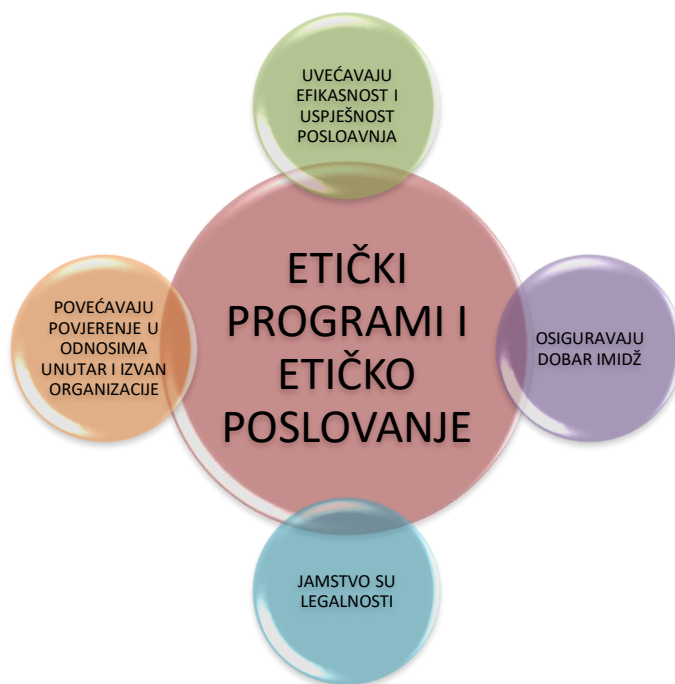 UVEĆAVAJU
EFIKASNOST I
USPJEŠNOST
POSLOAVNJA
ETIČKI
PROGRAMI I
ETIČKO
POSLOVANJE
POVEĆAVAJU
POVJERENJE U
ODNOSIMA
UNUTAR I IZVAN
ORGANIZACIJE
OSIGURAVAJU
DOBAR IMIDŽ
JAMSTVO SU
LEGALNOSTI